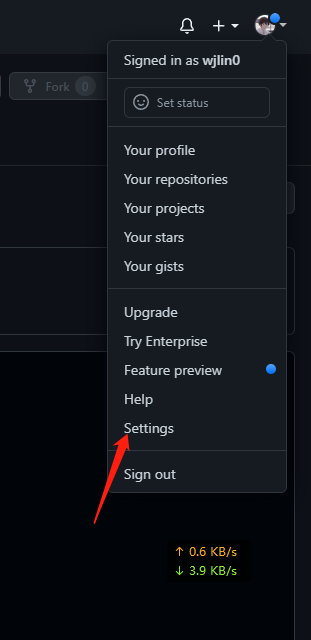 Fork 0
Signed in as wjlin0
Set status
Your profile
Your repositories
Your projects
Your stars
Your gists
Upgrade
Try Enterprise
Feature preview
Help
Settings
Sign out
↑ 0.6 KB/s
↓ 3.9 KB/s